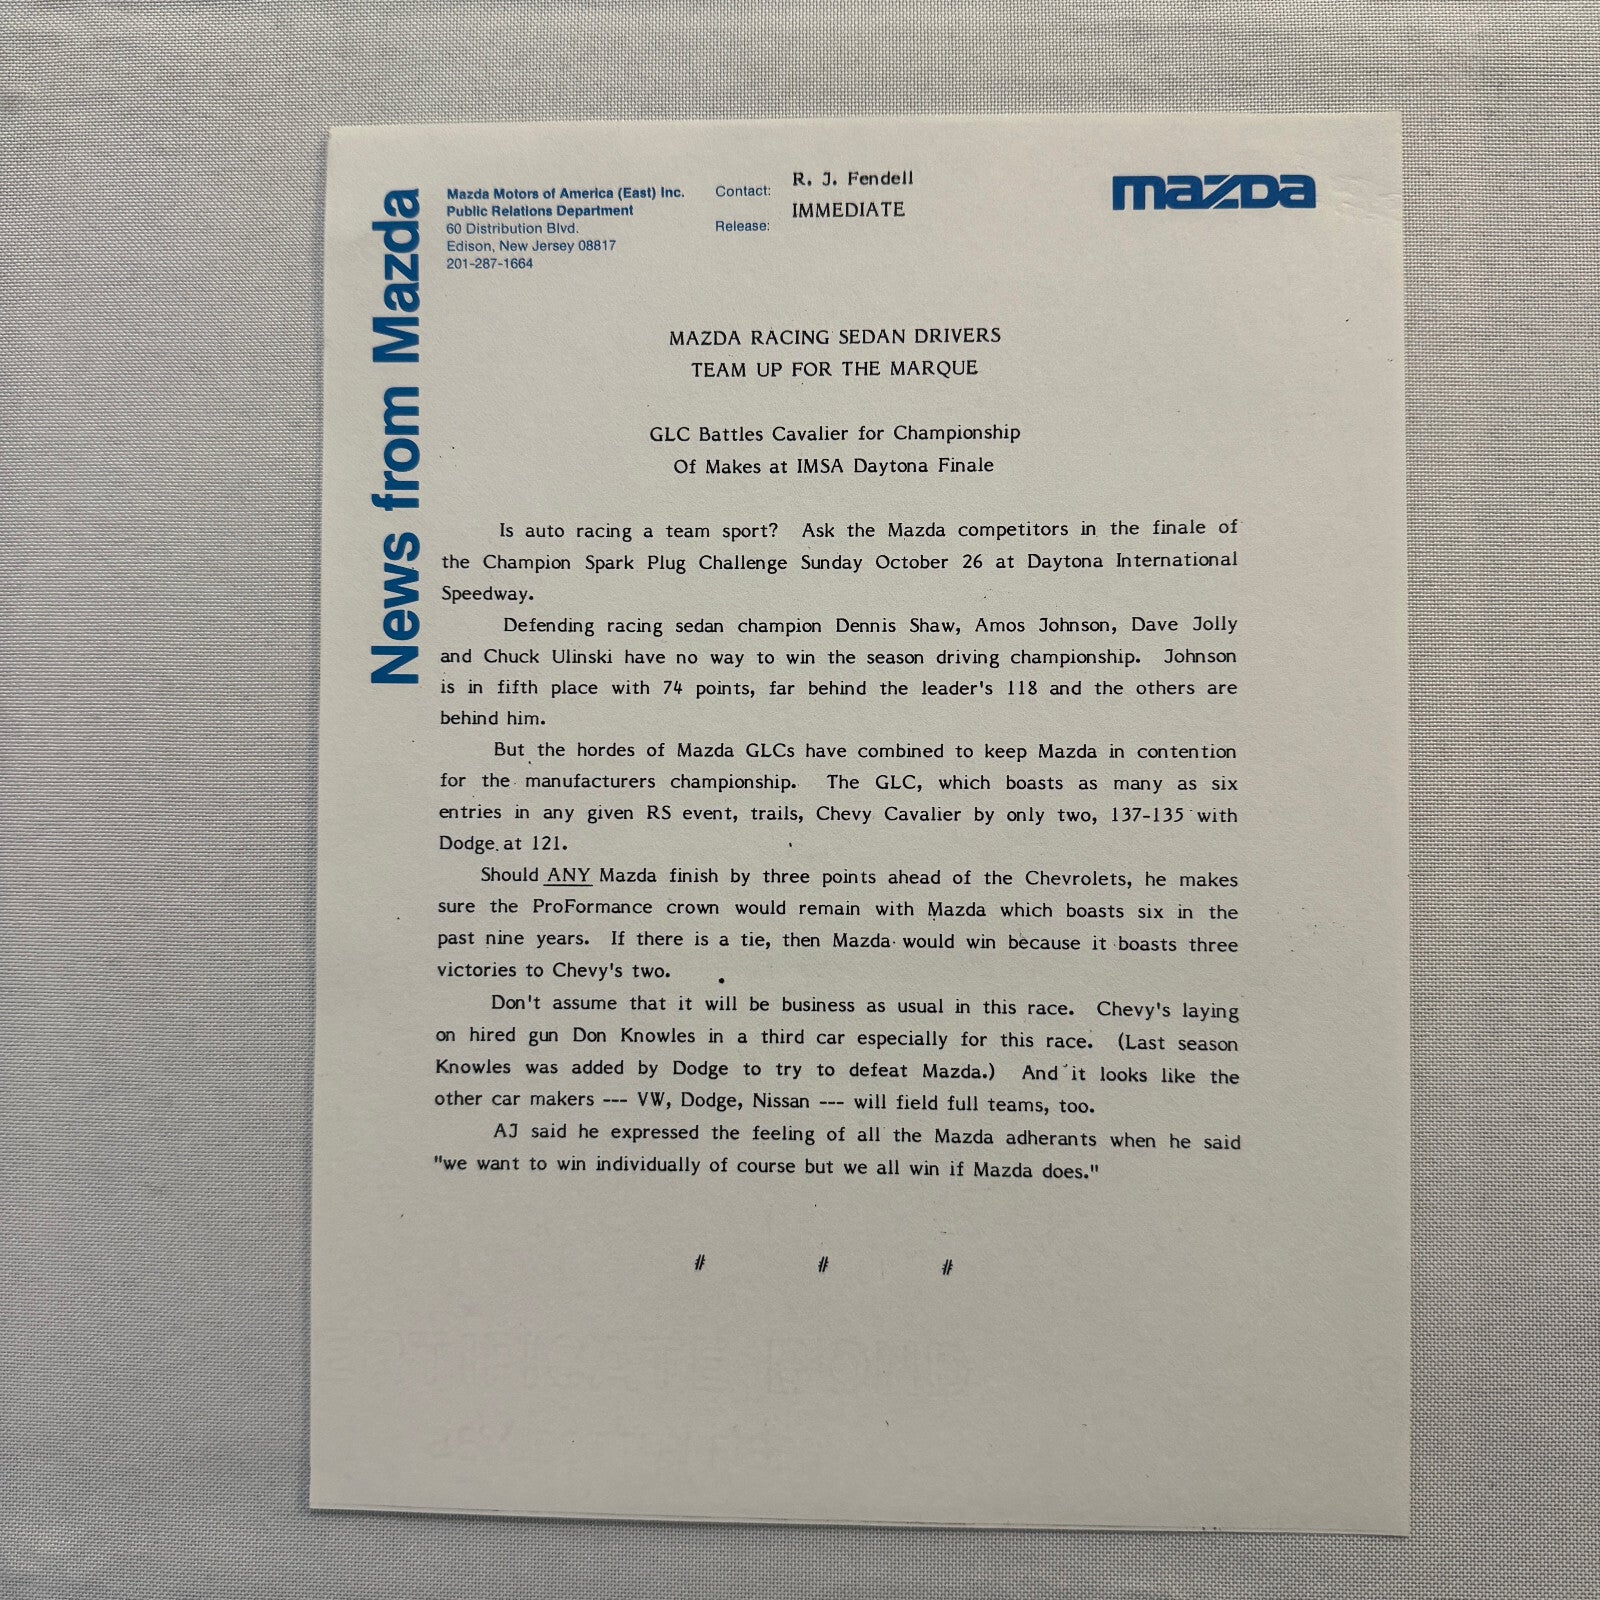 News from Mazda
Mazda Motors of America (East) Inc.
Public Relations Department
60 Distribution Blvd.
Edison, New Jersey 08817
201-287-1664
Contact: R. J. Fendell
Release: IMMEDIATE
mazda
MAZDA RACING SEDAN DRIVERS
TEAM UP FOR THE MARQUE
GLC Battles Cavalier for Championship
Of Makes at IMSA Daytona Finale
Is auto racing a team sport? Ask the Mazda competitors in the finale of
the Champion Spark Plug Challenge Sunday October 26 at Daytona International
Speedway.
Defending racing sedan champion Dennis Shaw, Amos Johnson, Dave Jolly
and Chuck Ulinski have no way to win the season driving championship. Johnson
is in fifth place with 74 points, far behind the leader's 118 and the others are
behind him.
But the hordes of Mazda GLCs have combined to keep Mazda in contention
for the manufacturers championship. The GLC, which boasts as many as six
entries in any given RS event, trails, Chevy Cavalier by only two, 137-135 with
Dodge at 121.
Should ANY Mazda finish by three points ahead of the Chevrolets, he makes
sure the ProFormance crown would remain with Mazda which boasts six in the
past nine years. If there is a tie, then Mazda would win because it boasts three
victories to Chevy's two.
Don't assume that it will be business as usual in this race. Chevy's laying
on hired gun Don Knowles in a third car especially for this race. (Last season
Knowles was added by Dodge to try to defeat Mazda.) And it looks like the
other car makers --- VW, Dodge, Nissan --- will field full teams, too.
AJ said he expressed the feeling of all the Mazda adherants when he said
"we want to win individually of course but we all win if Mazda does."
# # #